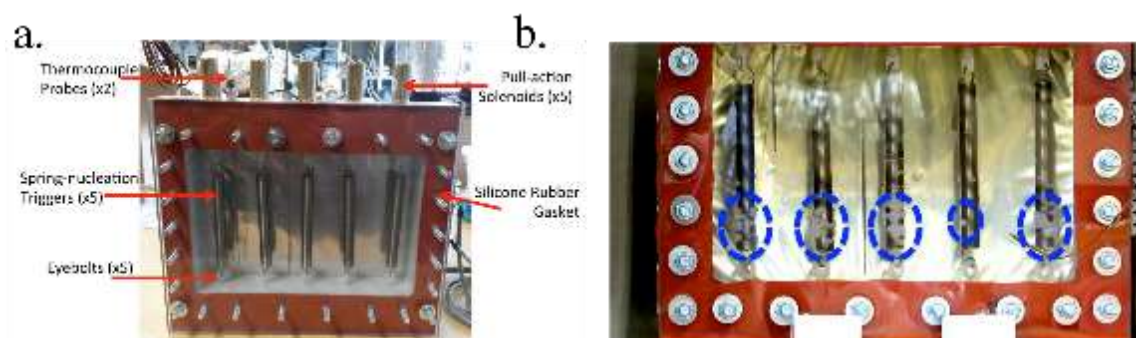 a.
b.
Thermocouple
Probes (x2)
Pull-action
Solenoids (x5)
Spring-nucleation
Triggers (x5)
Silicone Rubber
Gasket
Eyebolts (x5)